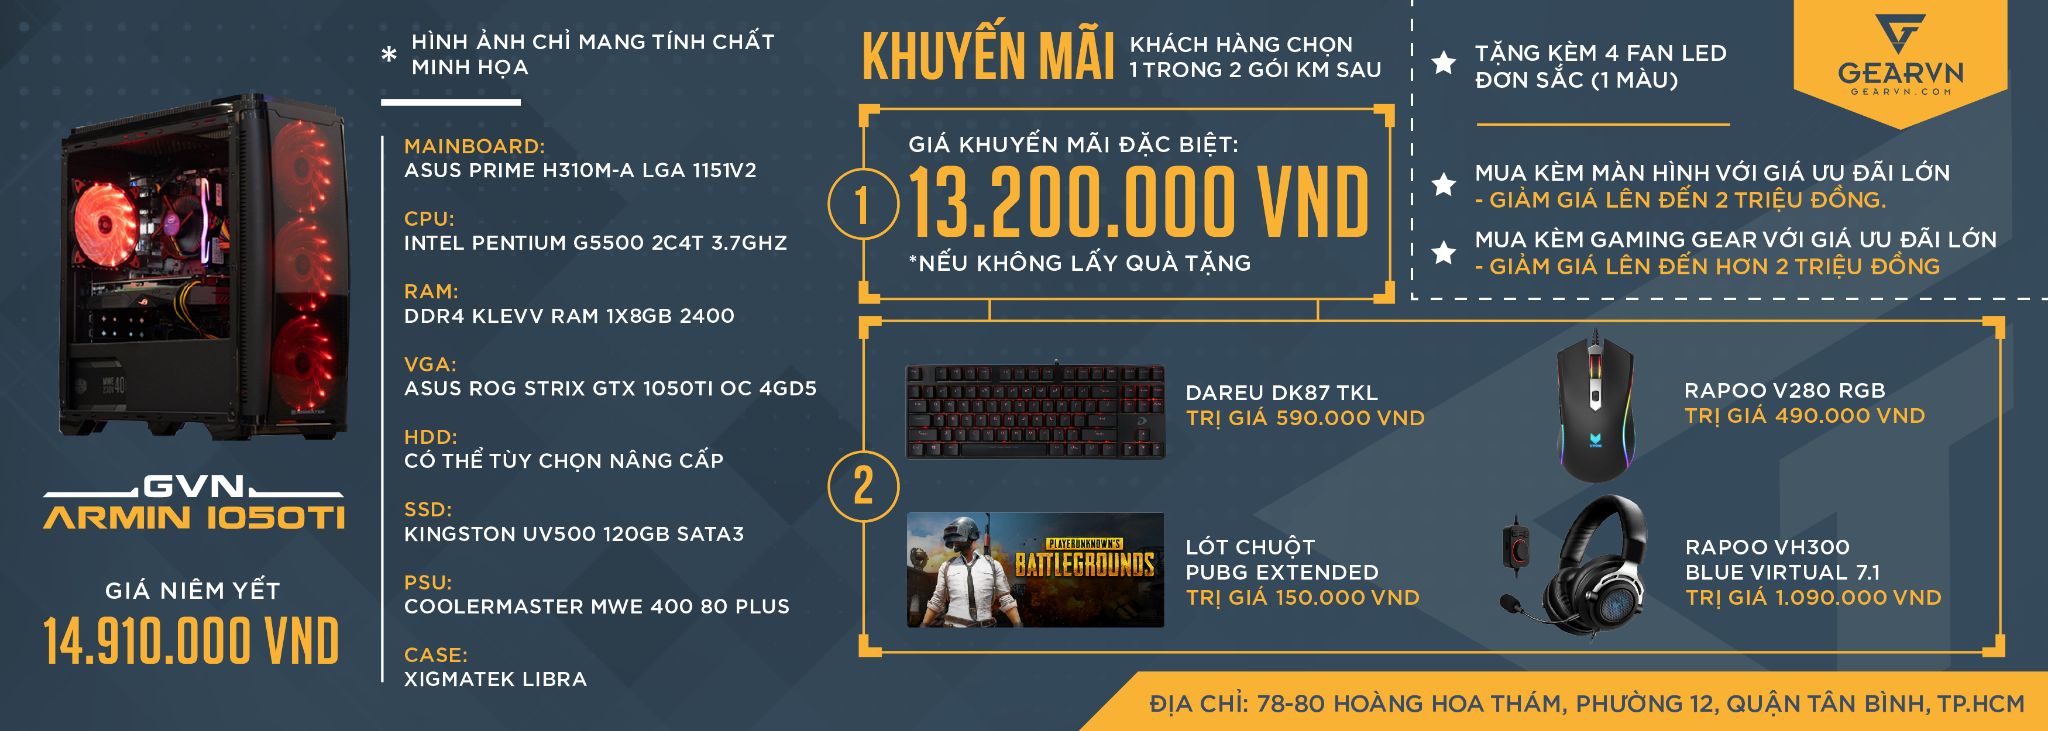 * HÌNH ẢNH CHỈ MANG TÍNH CHẤT
MINH HỌA
GVN
ARMIN 1050TI
GIÁ NIÊM YẾT
14.910.000 VND
MAINBOARD:
ASUS PRIME H310M-A LGA 1151V2
CPU:
INTEL PENTIUM G5500 2C4T 3.7GHZ
RAM:
DDR4 KLEVV RAM 1X8GB 2400
VGA:
ASUS ROG STRIX GTX 1050TI OC 4GD5
HDD:
CÓ THỂ TÙY CHỌN NÂNG CẤP
SSD:
KINGSTON UV500 120GB SATA3
PSU:
COOLERMASTER MWE 400 80 PLUS
CASE:
XIGMATEK LIBRA
KHUYẾN MÃI
KHÁCH HÀNG CHỌN
1 TRONG 2 GÓI KM SAU
1
GIÁ KHUYẾN MÃI ĐẶC BIỆT:
13.200.000 VND
*NẾU KHÔNG LẤY QUÀ TẶNG
TẶNG KÈM 4 FAN LED
ĐƠN SẮC (1 MÀU)
MUA KÈM MÀN HÌNH VỚI GIÁ ƯU ĐÃI LỚN
- GIẢM GIÁ LÊN ĐẾN 2 TRIỆU ĐỒNG.
MUA KÈM GAMING GEAR VỚI GIÁ ƯU ĐÃI LỚN
- GIẢM GIÁ LÊN ĐẾN HƠN 2 TRIỆU ĐỒNG
GEARVN
GEARVN.COM
2
DAREU DK87 TKL
TRỊ GIÁ 590.000 VND
RAPOO V280 RGB
TRỊ GIÁ 490.000 VND
PLAYERUNKNOWN'S
BATTLEGROUNDS
LÓT CHUỘT
PUBG EXTENDED
TRỊ GIÁ 150.000 VND
RAPOO VH300
BLUE VIRTUAL 7.1
TRỊ GIÁ 1.090.000 VND
ĐỊA CHỈ: 78-80 HOÀNG HOA THÁM, PHƯỜNG 12, QUẬN TÂN BÌNH, TP.HCM